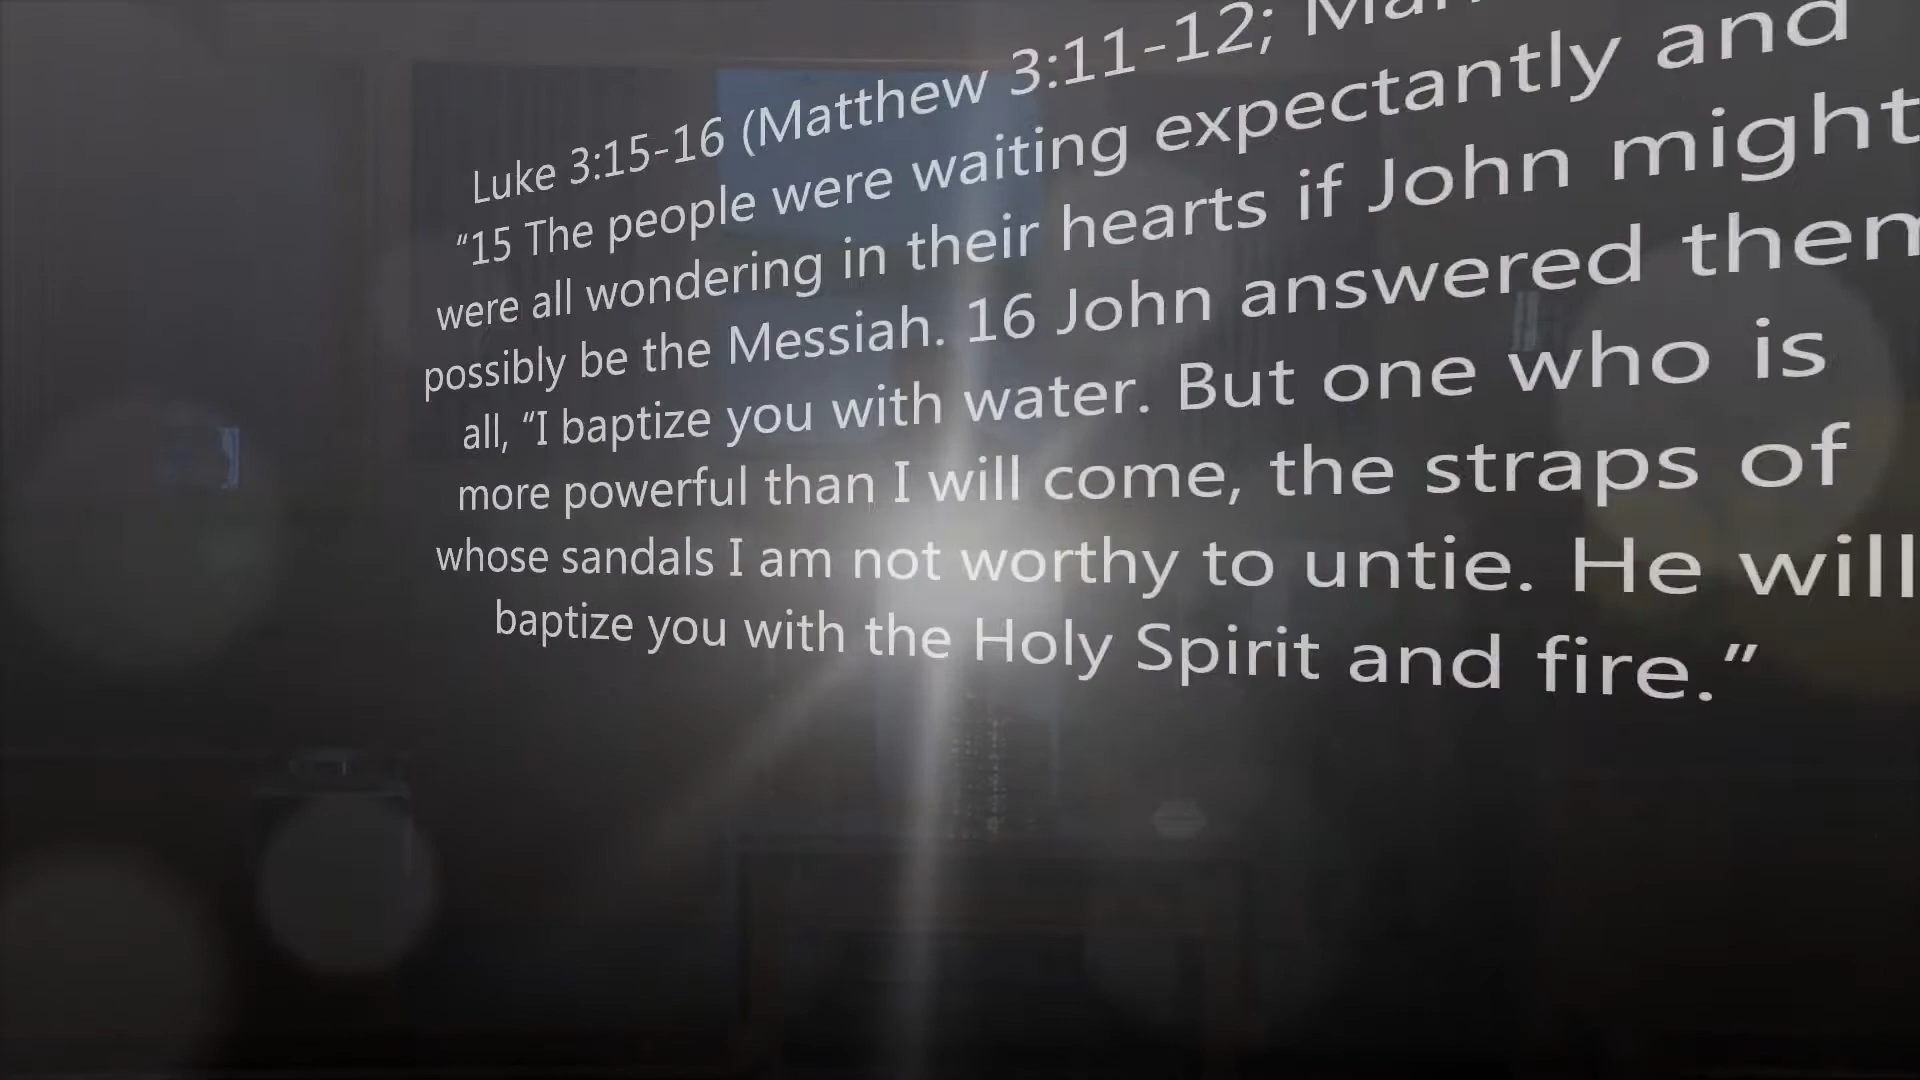 Luke 3:15-16 (Matthew 3:11-12;
“15 The people were waiting expectantly and
were all wondering in their hearts if John might
possibly be the Messiah. 16 John answered them
all, “I baptize you with water. But one who is
more powerful than I will come, the straps of
whose sandals I am not worthy to untie. He will
baptize you with the Holy Spirit and fire.”